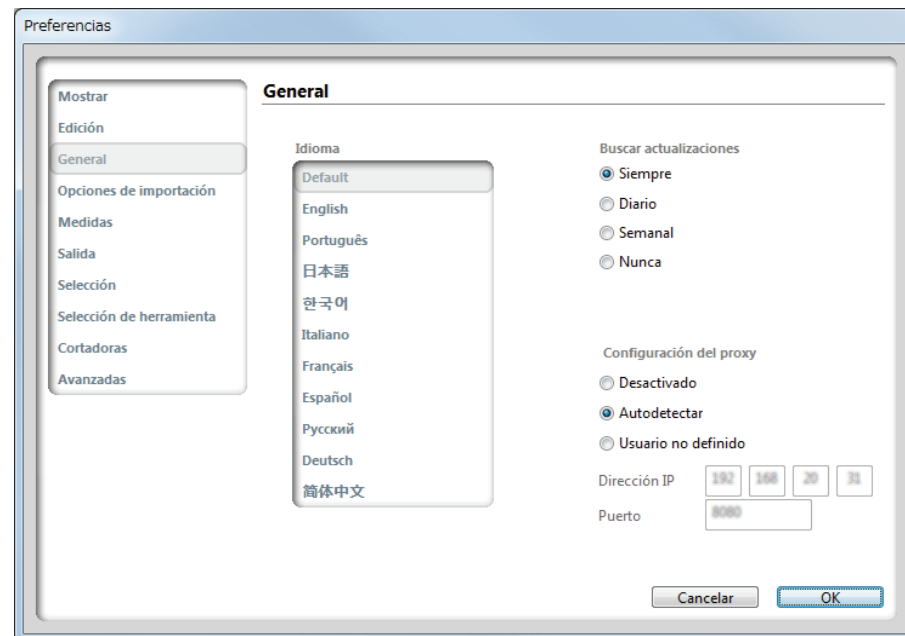 Preferencias
Mostrar
Edición
General
Opciones de importación
Medidas
Salida
Selección
Selección de herramienta
Cortadoras
Avanzadas
General
Idioma
Default
English
Português
日本語
한국어
Italiano
Français
Español
Русский
Deutsch
简体中文
Buscar actualizaciones
Siempre
Diario
Semanal
Nunca
Configuración del proxy
Desactivado
Autodetectar
Usuario no definido
Dirección IP 192 168 20 31
Puerto 8080
Cancelar OK